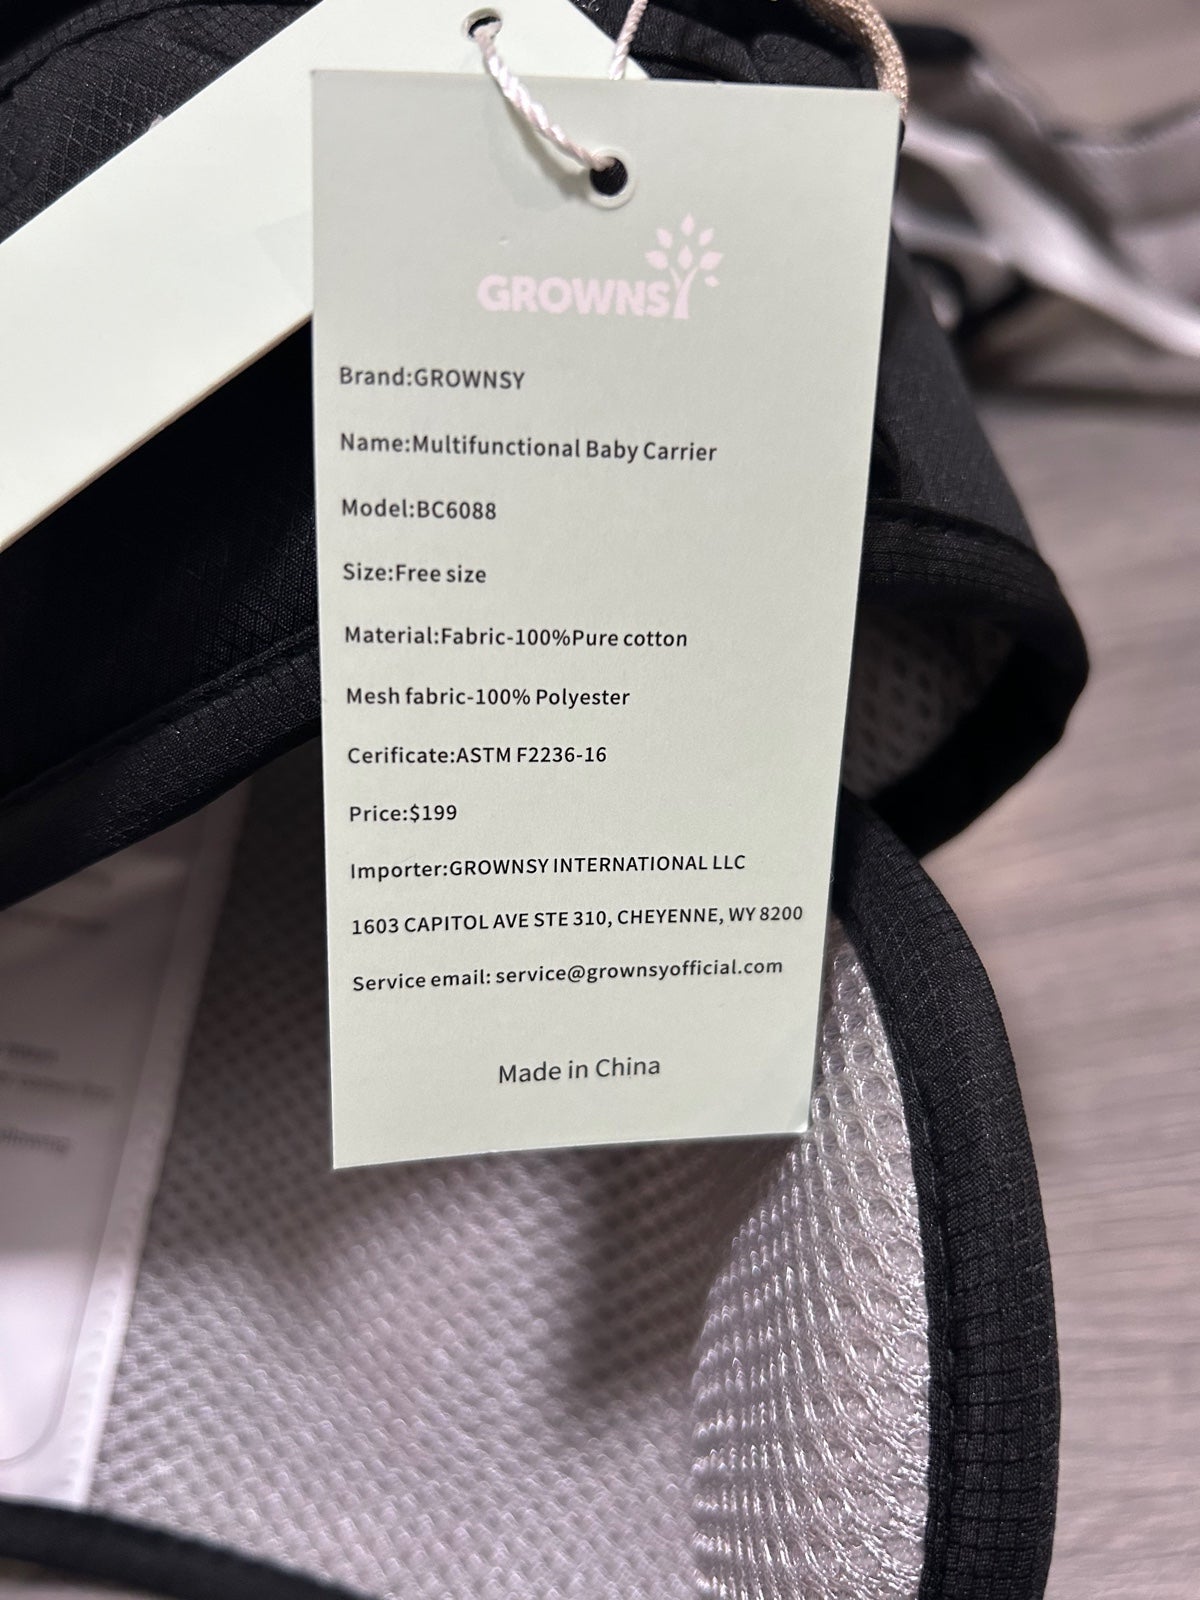 GROWNSY
Brand:GROWNSY
Name:Multifunctional Baby Carrier
Model:BC6088
Size:Free size
Material:Fabric-100%Pure cotton
Mesh fabric-100% Polyester
Cerificate:ASTM F2236-16
Price:$199
Importer:GROWNSY INTERNATIONAL LLC
1603 CAPITOL AVE STE 310, CHEYENNE, WY 8200
Service email: service@grownsyofficial.com
Made in China